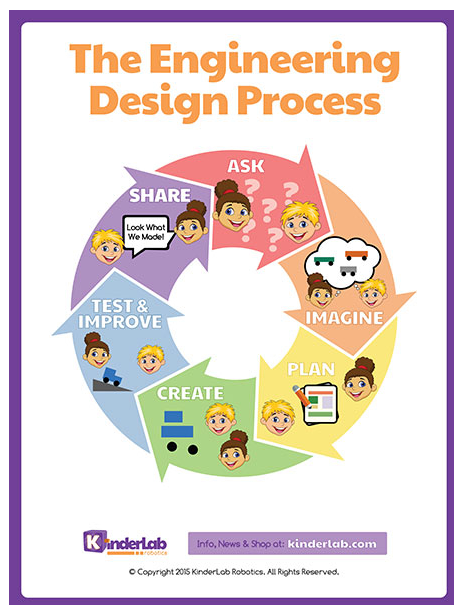 The Engineering
Design Process
ASK
? ? ? ? ?
IMAGINE
PLAN
CREATE
TEST &
IMPROVE
SHARE
Look What
We Made!
KinderLab
robotics
Info, News & Shop at: kinderlab.com
© Copyright 2015 KinderLab Robotics. All Rights Reserved.